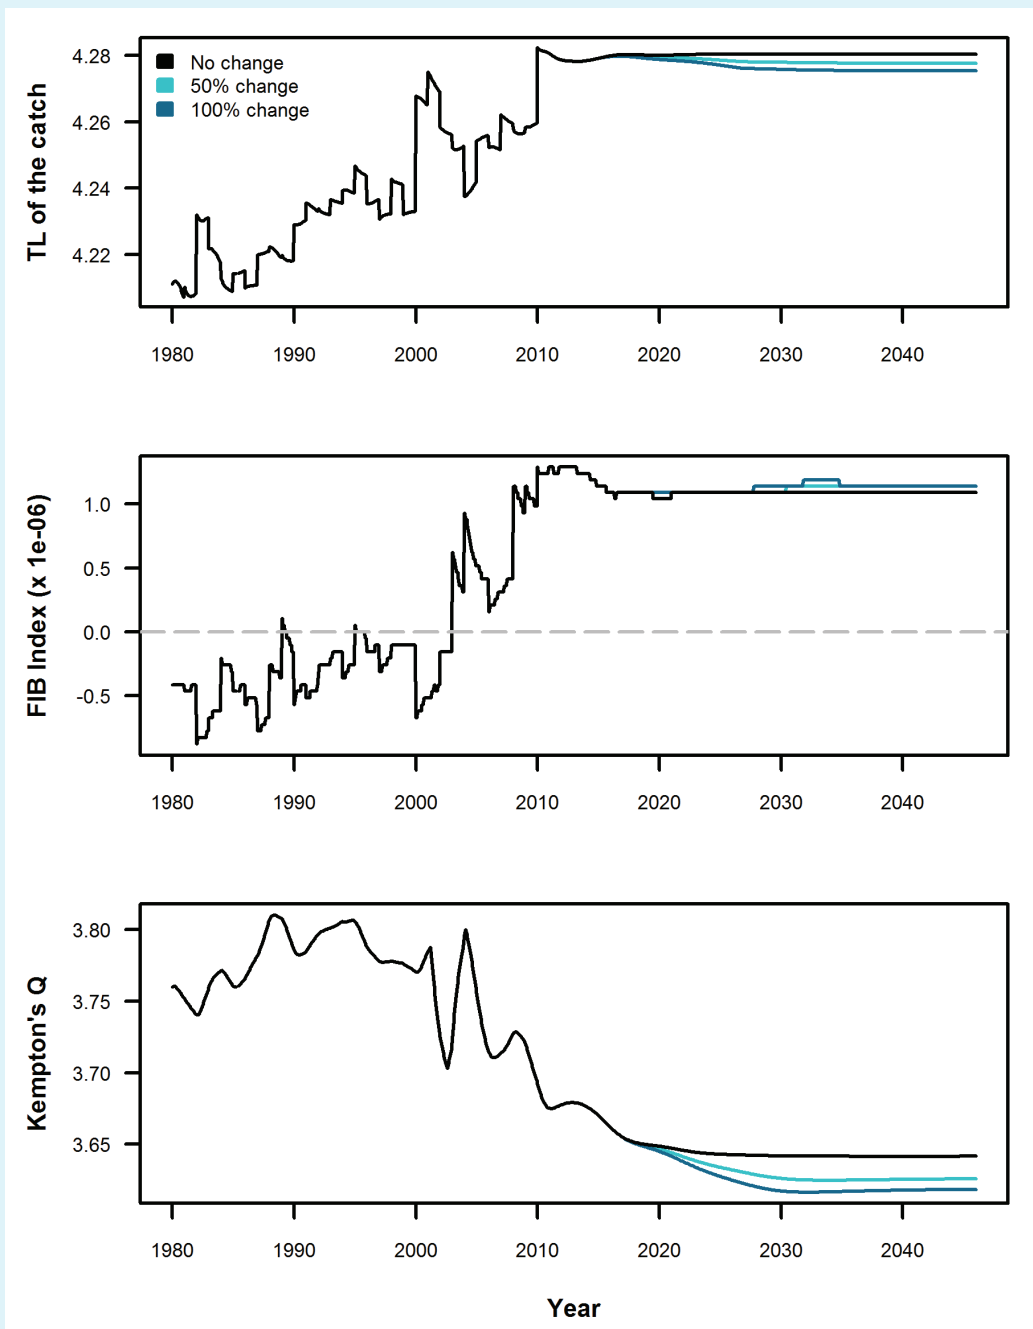 TL of the catch
4.28
4.26
4.24
4.22
No change
50% change
100% change
1980 1990 2000 2010 2020 2030 2040
FIB Index (x 1e-06)
1.0
0.5
0.0
-0.5
1980 1990 2000 2010 2020 2030 2040
Kempton's Q
3.80
3.75
3.70
3.65
1980 1990 2000 2010 2020 2030 2040
Year